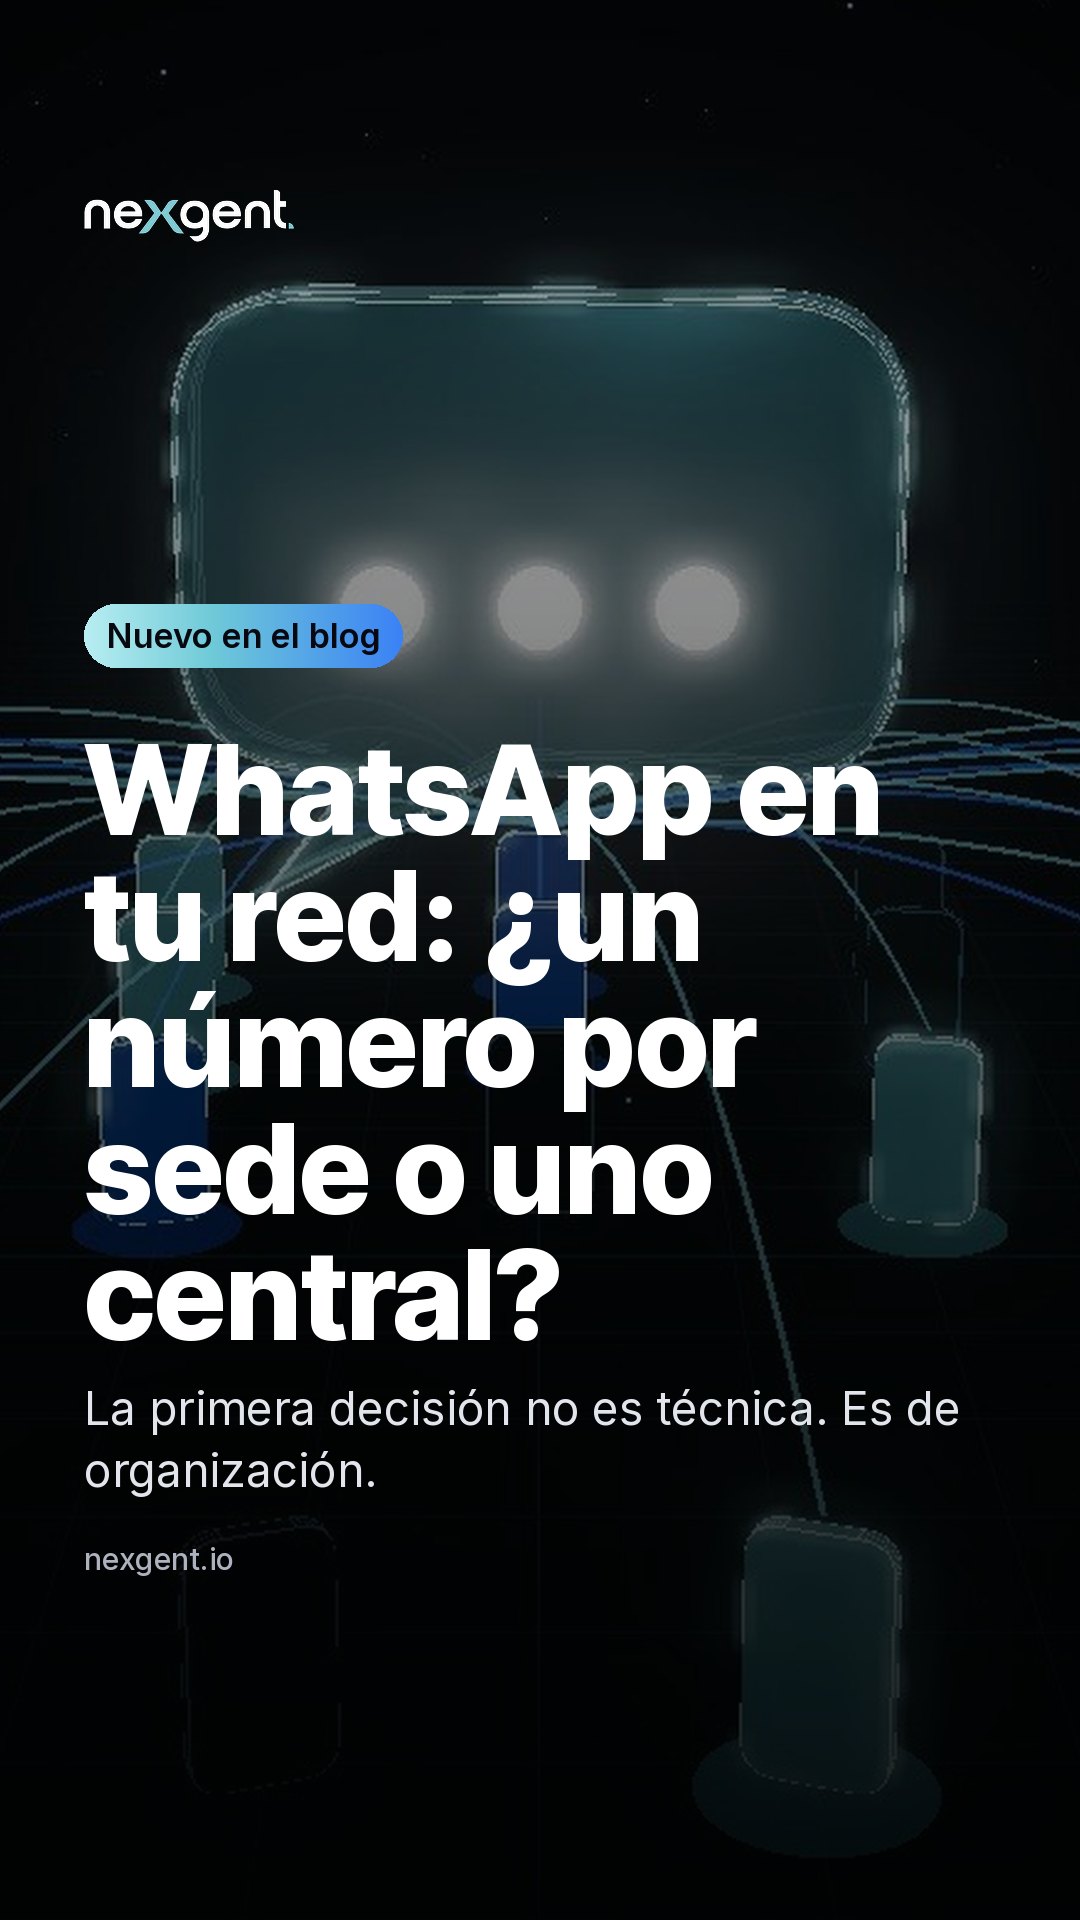 nexgent.
Nuevo en el blog
WhatsApp en
tu red: ¿un
número por
sede o uno
central?
La primera decisión no es técnica. Es de
organización.
nexgent.io